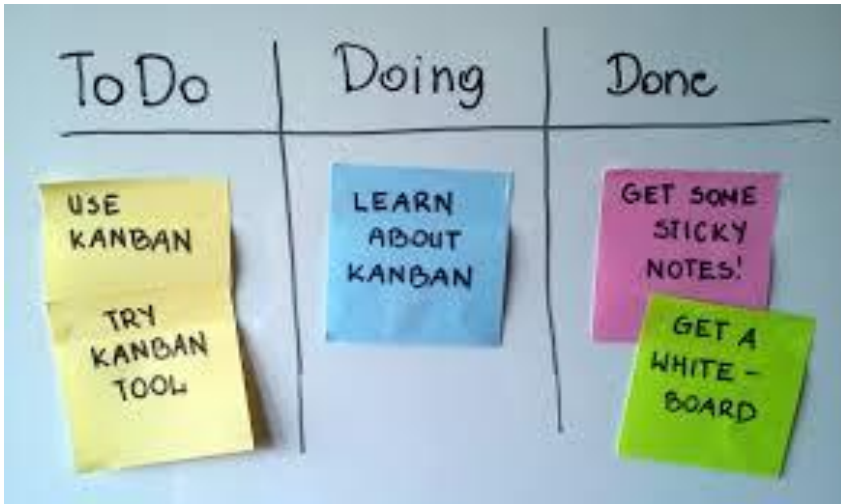 To Do
Doing
Done
USE
KANBAN
TRY
KANBAN
TOOL
LEARN
ABOUT
KANBAN
GET SOME
STICKY
NOTES!
GET A
WHITE -
BOARD